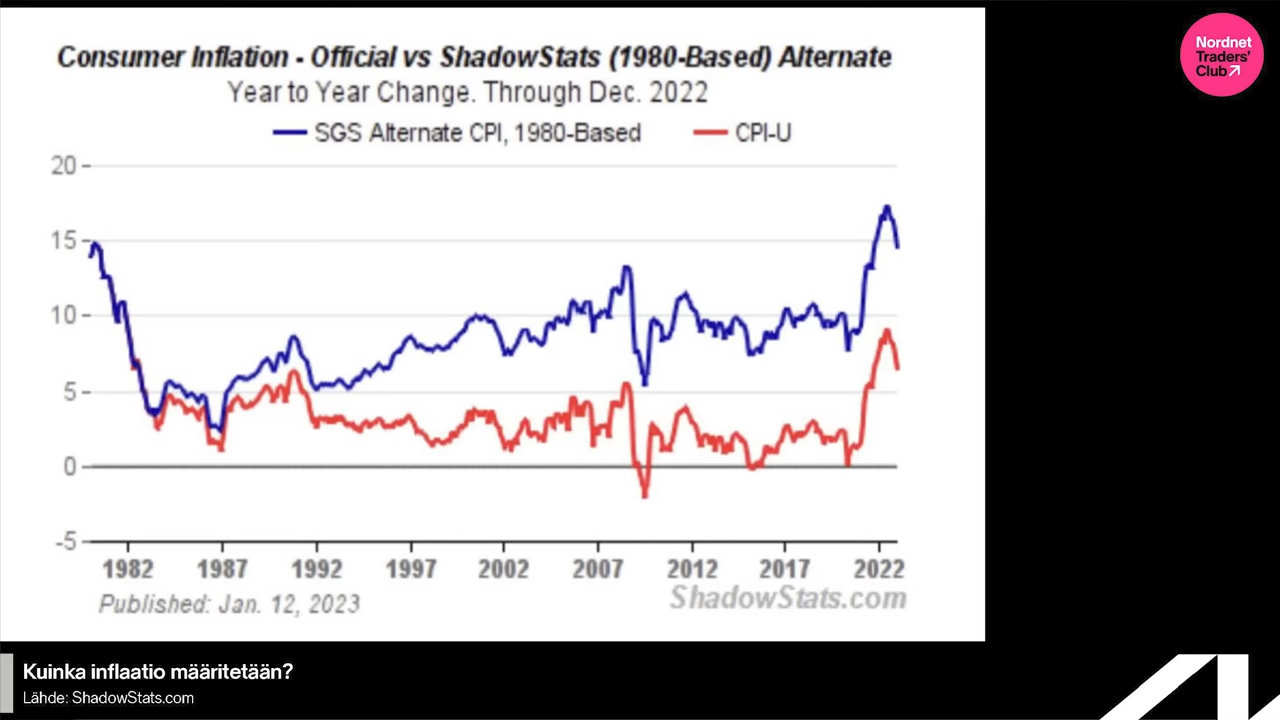 Consumer Inflation - Official vs ShadowStats (1980-Based) Alternate
Year to Year Change. Through Dec. 2022
SGS Alternate CPI, 1980-Based CPI-U
20
15
10
5
0
-5
1982 1987 1992 1997 2002 2007 2012 2017 2022
Published: Jan. 12, 2023
ShadowStats.com
Nordnet
Traders'
Club
Kuinka inflaatio määritetään?
Lähde: ShadowStats.com